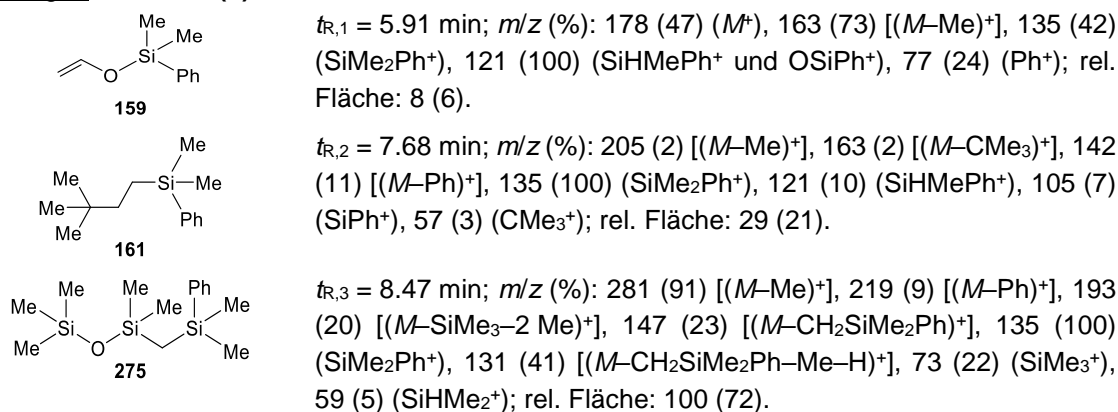 Me
Si Me
O Ph
159
t_R,1 = 5.91 min; m/z (%): 178 (47) (M⁺), 163 (73) [(M–Me)⁺], 135 (42)
(SiMe₂Ph⁺), 121 (100) (SiHMePh⁺ und OSiPh⁺), 77 (24) (Ph⁺); rel.
Fläche: 8 (6).
Me
Me Si Me
Me Ph
Me
161
t_R,2 = 7.68 min; m/z (%): 205 (2) [(M–Me)⁺], 163 (2) [(M–CMe₃)⁺], 142
(11) [(M–Ph)⁺], 135 (100) (SiMe₂Ph⁺), 121 (10) (SiHMePh⁺), 105 (7)
(SiPh⁺), 57 (3) (CMe₃⁺); rel. Fläche: 29 (21).
Me Me Ph
Me Me Me
Si Si Si
Me O Me
275
t_R,3 = 8.47 min; m/z (%): 281 (91) [(M–Me)⁺], 219 (9) [(M–Ph)⁺], 193
(20) [(M–SiMe₃–2 Me)⁺], 147 (23) [(M–CH₂SiMe₂Ph)⁺], 135 (100)
(SiMe₂Ph⁺), 131 (41) [(M–CH₂SiMe₂Ph–Me–H)⁺], 73 (22) (SiMe₃⁺),
59 (5) (SiHMe₂⁺); rel. Fläche: 100 (72).